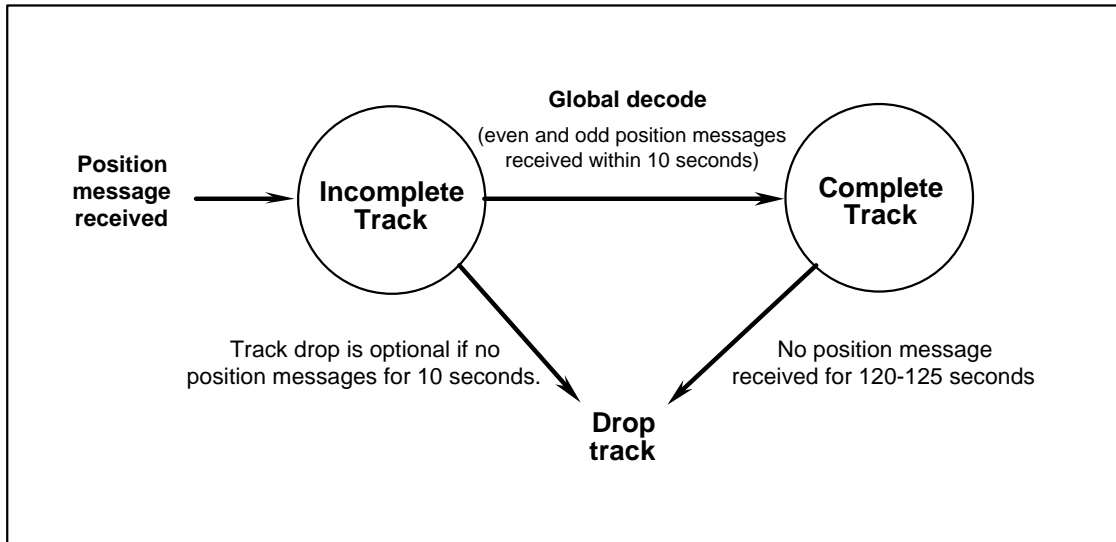 Position
message
received
Incomplete
Track
Global decode
(even and odd position messages
received within 10 seconds)
Complete
Track
Track drop is optional if no
position messages for 10 seconds.
No position message
received for 120-125 seconds
Drop
track